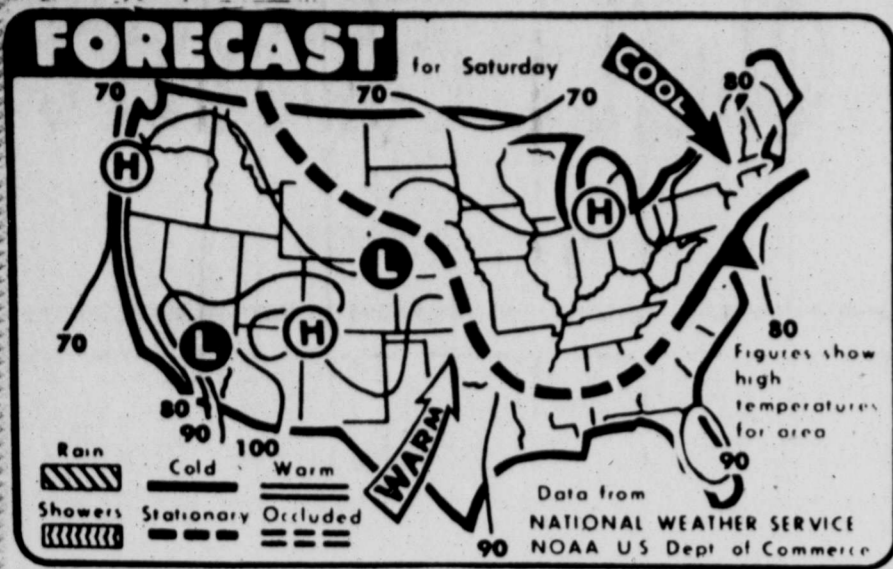 FORECAST for Saturday
COOL
70
70
70
80
H
H
L
L
H
70
80
Figures show
high
temperatures
for area
80
90
100
WARM
90
90
Rain
Cold
Warm
Showers
Stationary
Occluded
Data from
NATIONAL WEATHER SERVICE
NOAA US Dept of Commerce